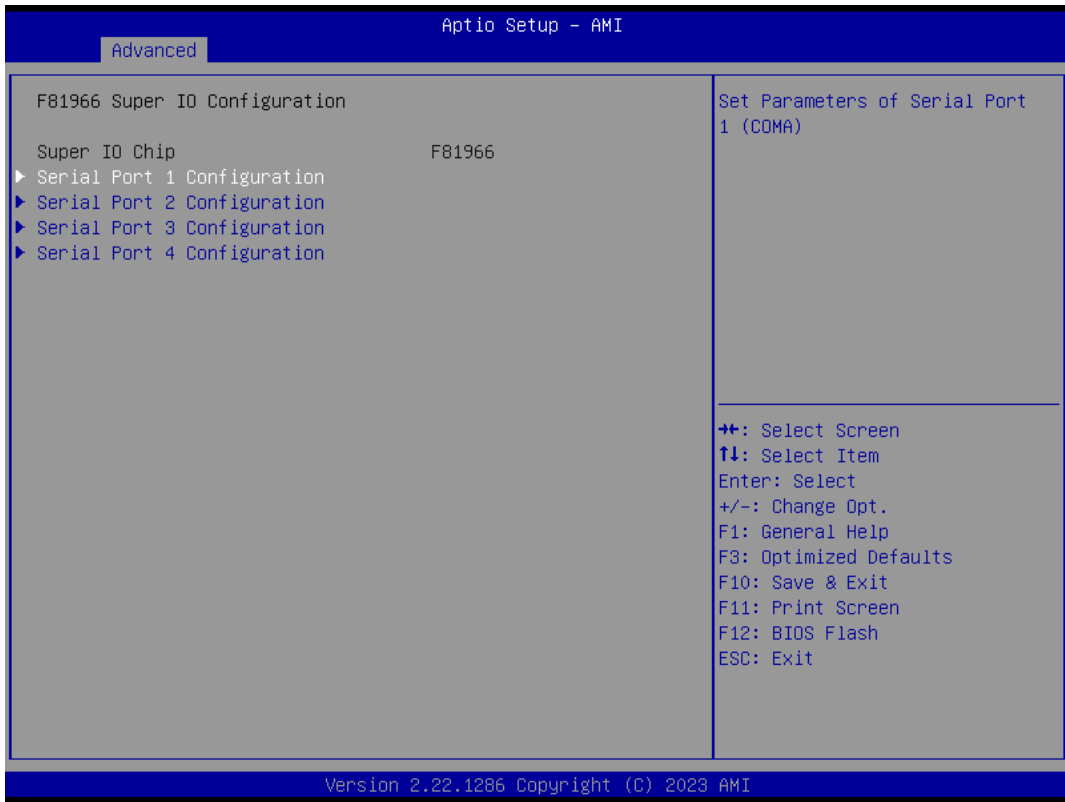 Aptio Setup – AMI
Advanced
F81966 Super IO Configuration
Super IO Chip F81966
► Serial Port 1 Configuration
► Serial Port 2 Configuration
► Serial Port 3 Configuration
► Serial Port 4 Configuration
Set Parameters of Serial Port
1 (COMA)
→←: Select Screen
↑↓: Select Item
Enter: Select
+/-: Change Opt.
F1: General Help
F3: Optimized Defaults
F10: Save & Exit
F11: Print Screen
F12: BIOS Flash
ESC: Exit
Version 2.22.1286 Copyright (C) 2023 AMI